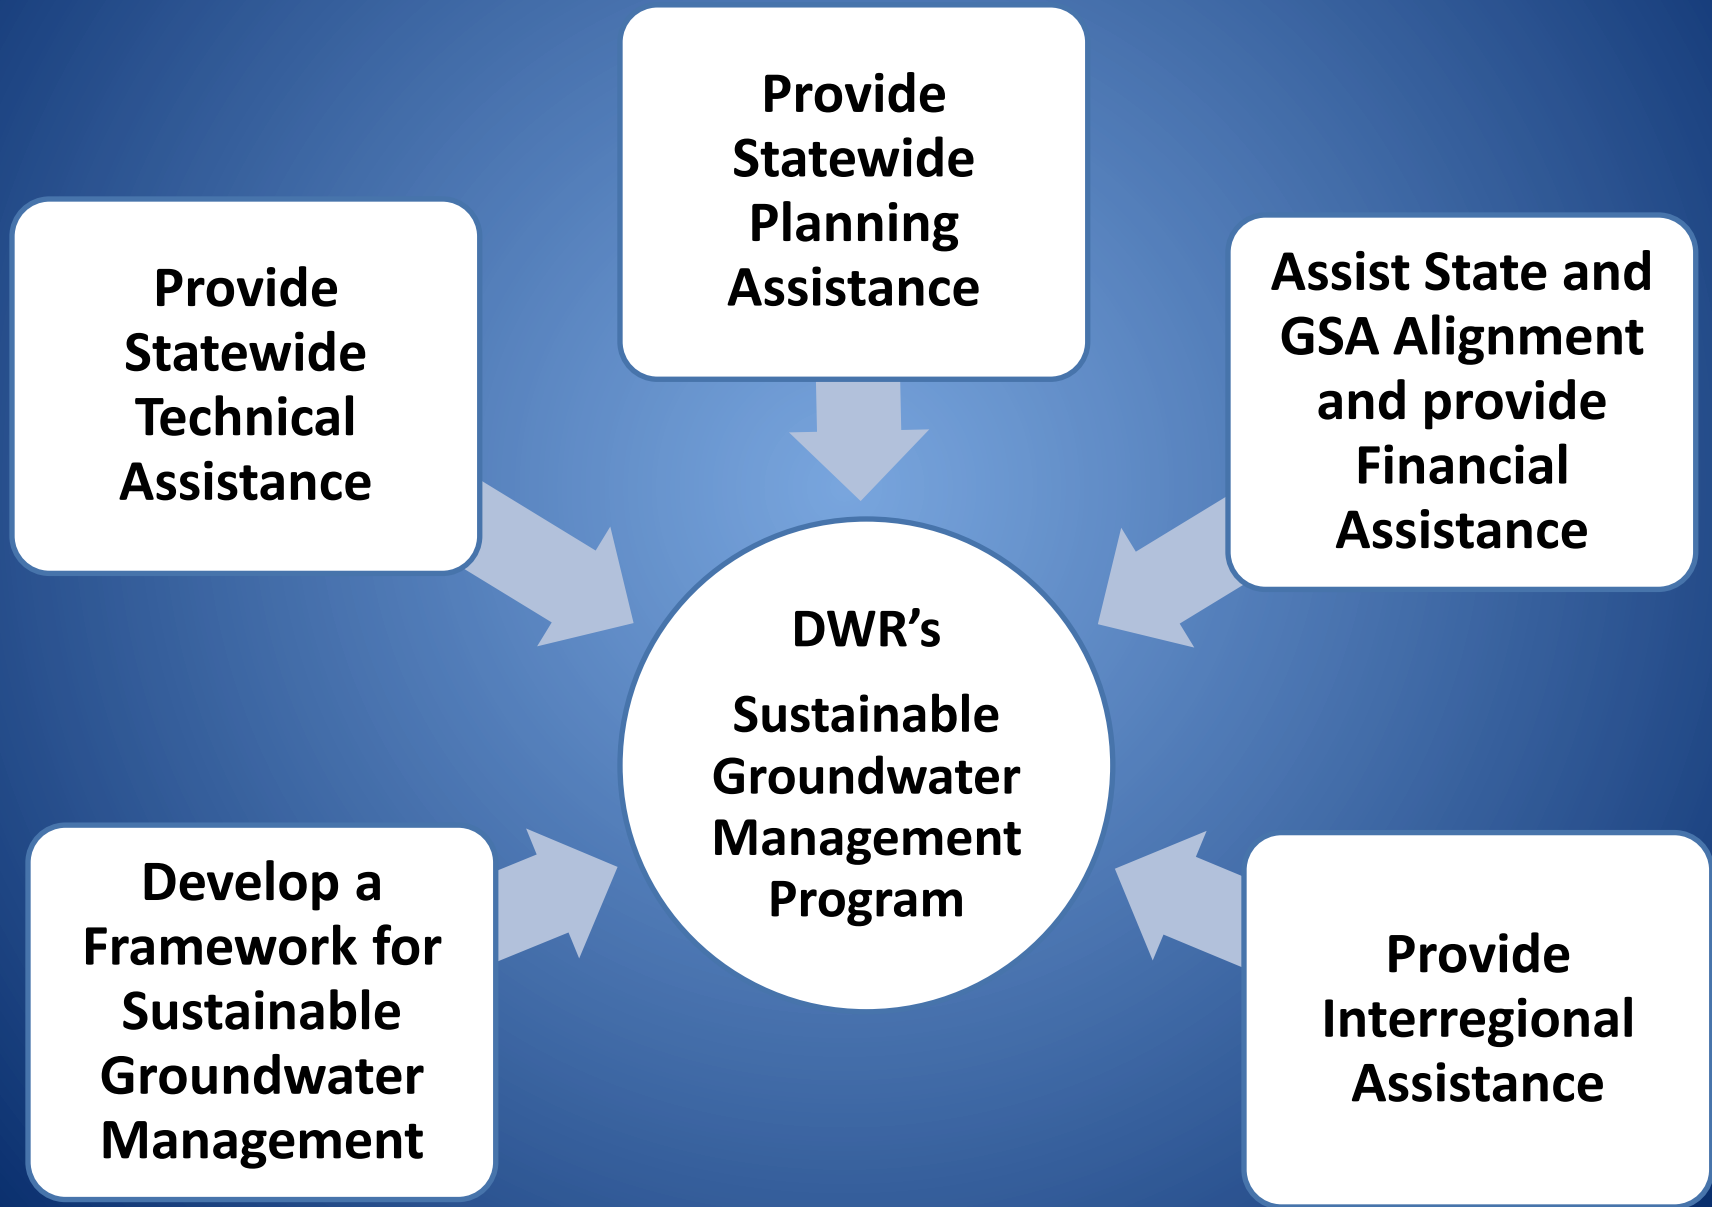 Provide
Statewide
Planning
Assistance
Provide
Statewide
Technical
Assistance
Assist State and
GSA Alignment
and provide
Financial
Assistance
DWR’s
Sustainable
Groundwater
Management
Program
Develop a
Framework for
Sustainable
Groundwater
Management
Provide
Interregional
Assistance